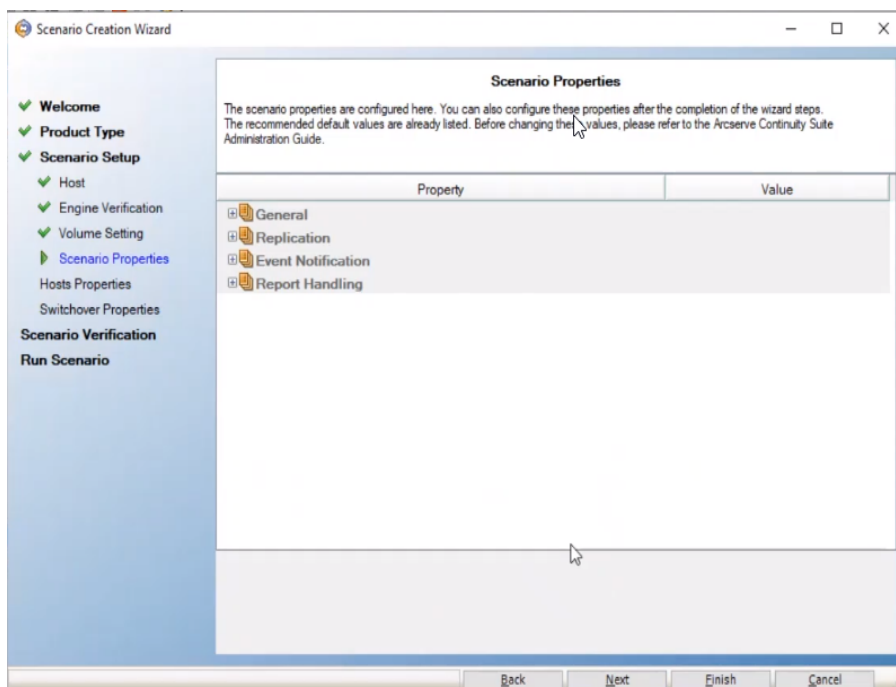 Scenario Creation Wizard
Welcome
Product Type
Scenario Setup
Host
Engine Verification
Volume Setting
Scenario Properties
Hosts Properties
Switchover Properties
Scenario Verification
Run Scenario
Scenario Properties
The scenario properties are configured here. You can also configure these properties after the completion of the wizard steps.
The recommended default values are already listed. Before changing these values, please refer to the Arcserve Continuity Suite
Administration Guide.
Property Value
General
Replication
Event Notification
Report Handling
Back Next Finish Cancel